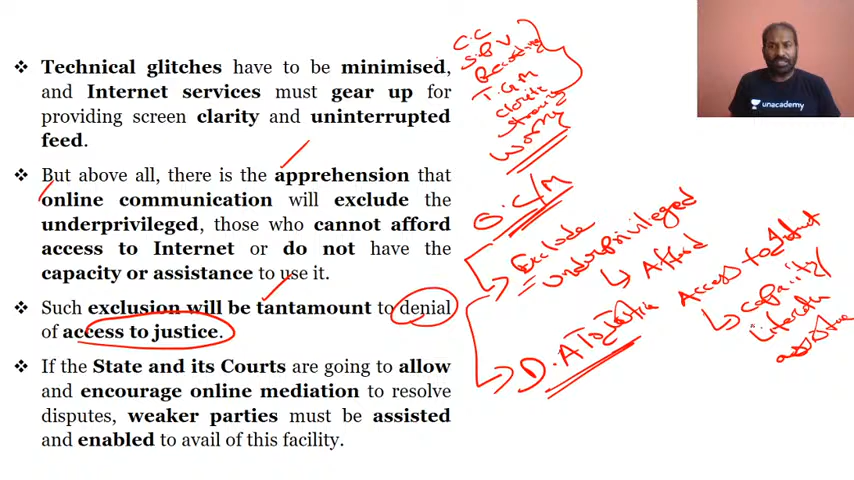 ❖ Technical glitches have to be minimised,
and Internet services must gear up for
providing screen clarity and uninterrupted
feed.
❖ But above all, there is the apprehension that
online communication will exclude the
underprivileged, those who cannot afford
access to Internet or do not have the
capacity or assistance to use it.
❖ Such exclusion will be tantamount to denial
of access to justice.
❖ If the State and its Courts are going to allow
and encourage online mediation to resolve
disputes, weaker parties must be assisted
and enabled to avail of this facility.
C.C
T.G.M
Worthy
O.C/M
Exclude
underprivileged
Afford
Access to
capacity/
D.A To
unacademy